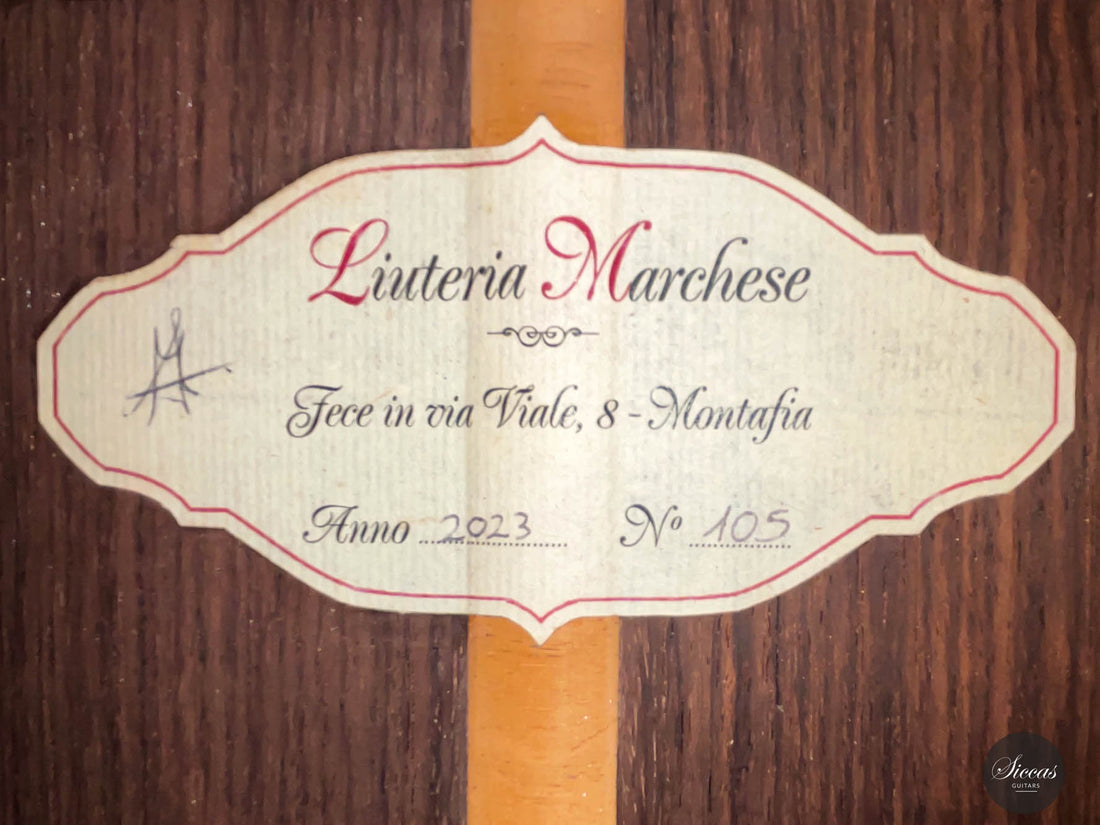 Liuteria Marchese
Fece in via Viale, 8 - Montafia
Anno 2023 Nº 105
Siccas
GUITARS